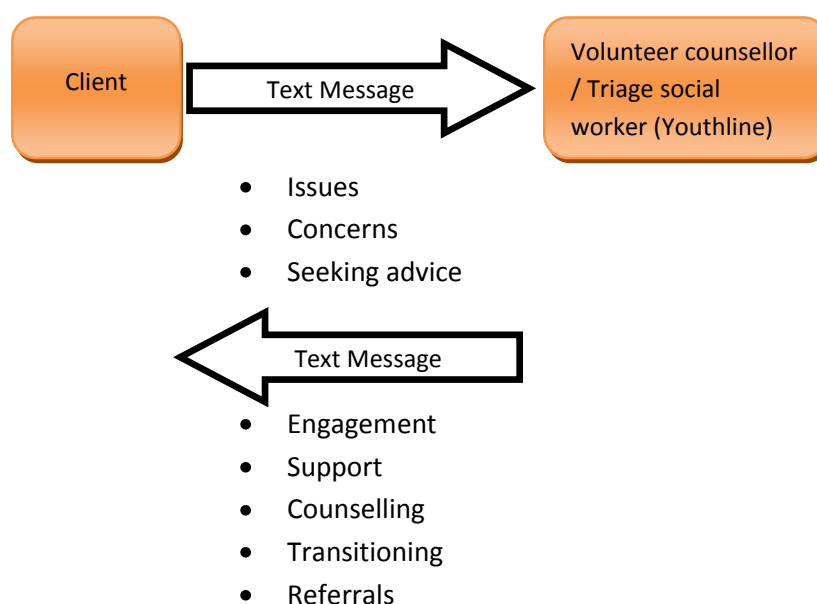 Client
Text Message
Volunteer counsellor
/ Triage social
worker (Youthline)
• Issues
• Concerns
• Seeking advice
Text Message
• Engagement
• Support
• Counselling
• Transitioning
• Referrals